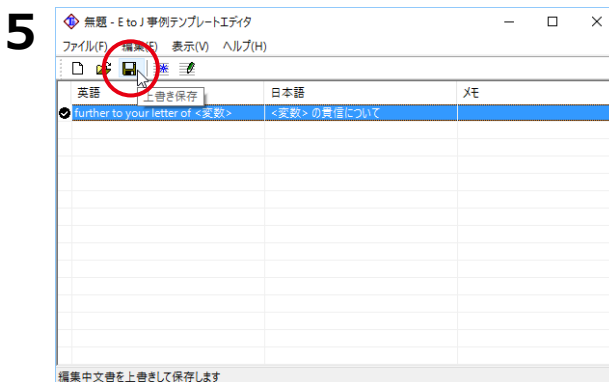 5
無題 - E to J 事例テンプレートエディタ
ファイル(F) 編集(E) 表示(V) ヘルプ(H)
上書き保存
英語 日本語 メモ
further to your letter of <変数> <変数> の貴信について
編集中文書を上書きして保存します